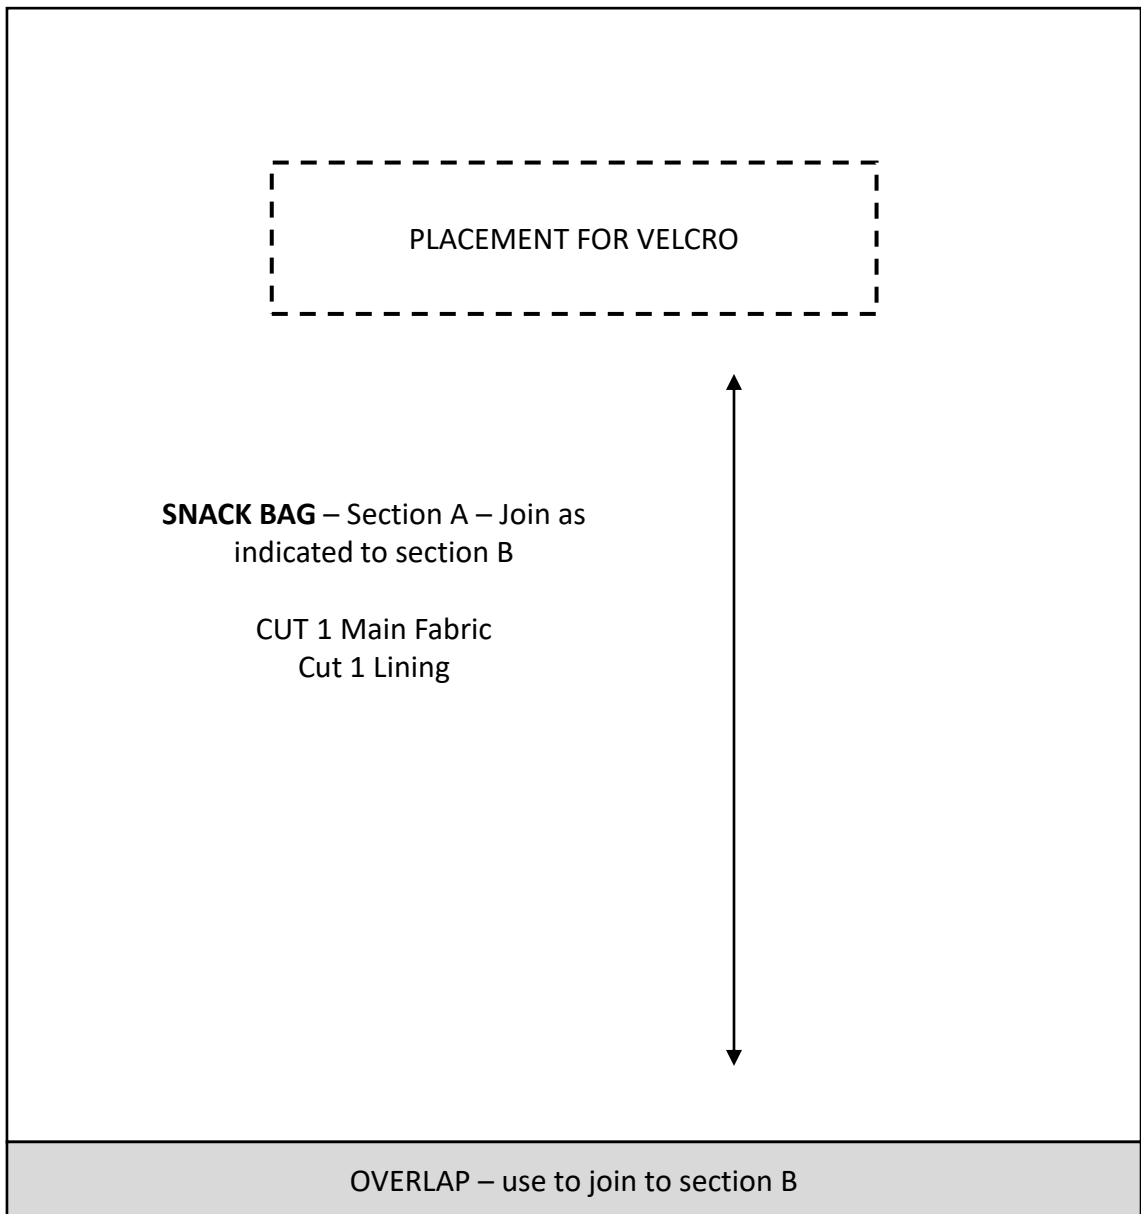 PLACEMENT FOR VELCRO
SNACK BAG – Section A – Join as
indicated to section B
CUT 1 Main Fabric
Cut 1 Lining
OVERLAP – use to join to section B